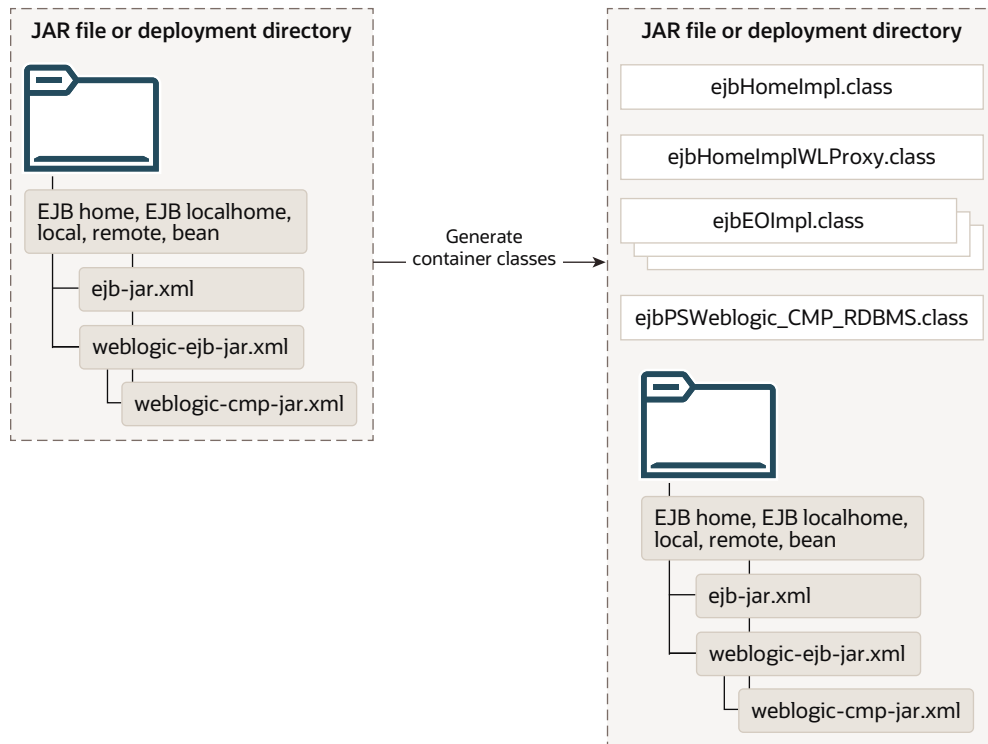 JAR file or deployment directory
EJB home, EJB localhome,
local, remote, bean
ejb-jar.xml
weblogic-ejb-jar.xml
weblogic-cmp-jar.xml
Generate
container classes
JAR file or deployment directory
ejbHomeImpl.class
ejbHomeImplWLProxy.class
ejbEOImpl.class
ejbPSWeblogic_CMP_RDBMS.class
EJB home, EJB localhome,
local, remote, bean
ejb-jar.xml
weblogic-ejb-jar.xml
weblogic-cmp-jar.xml